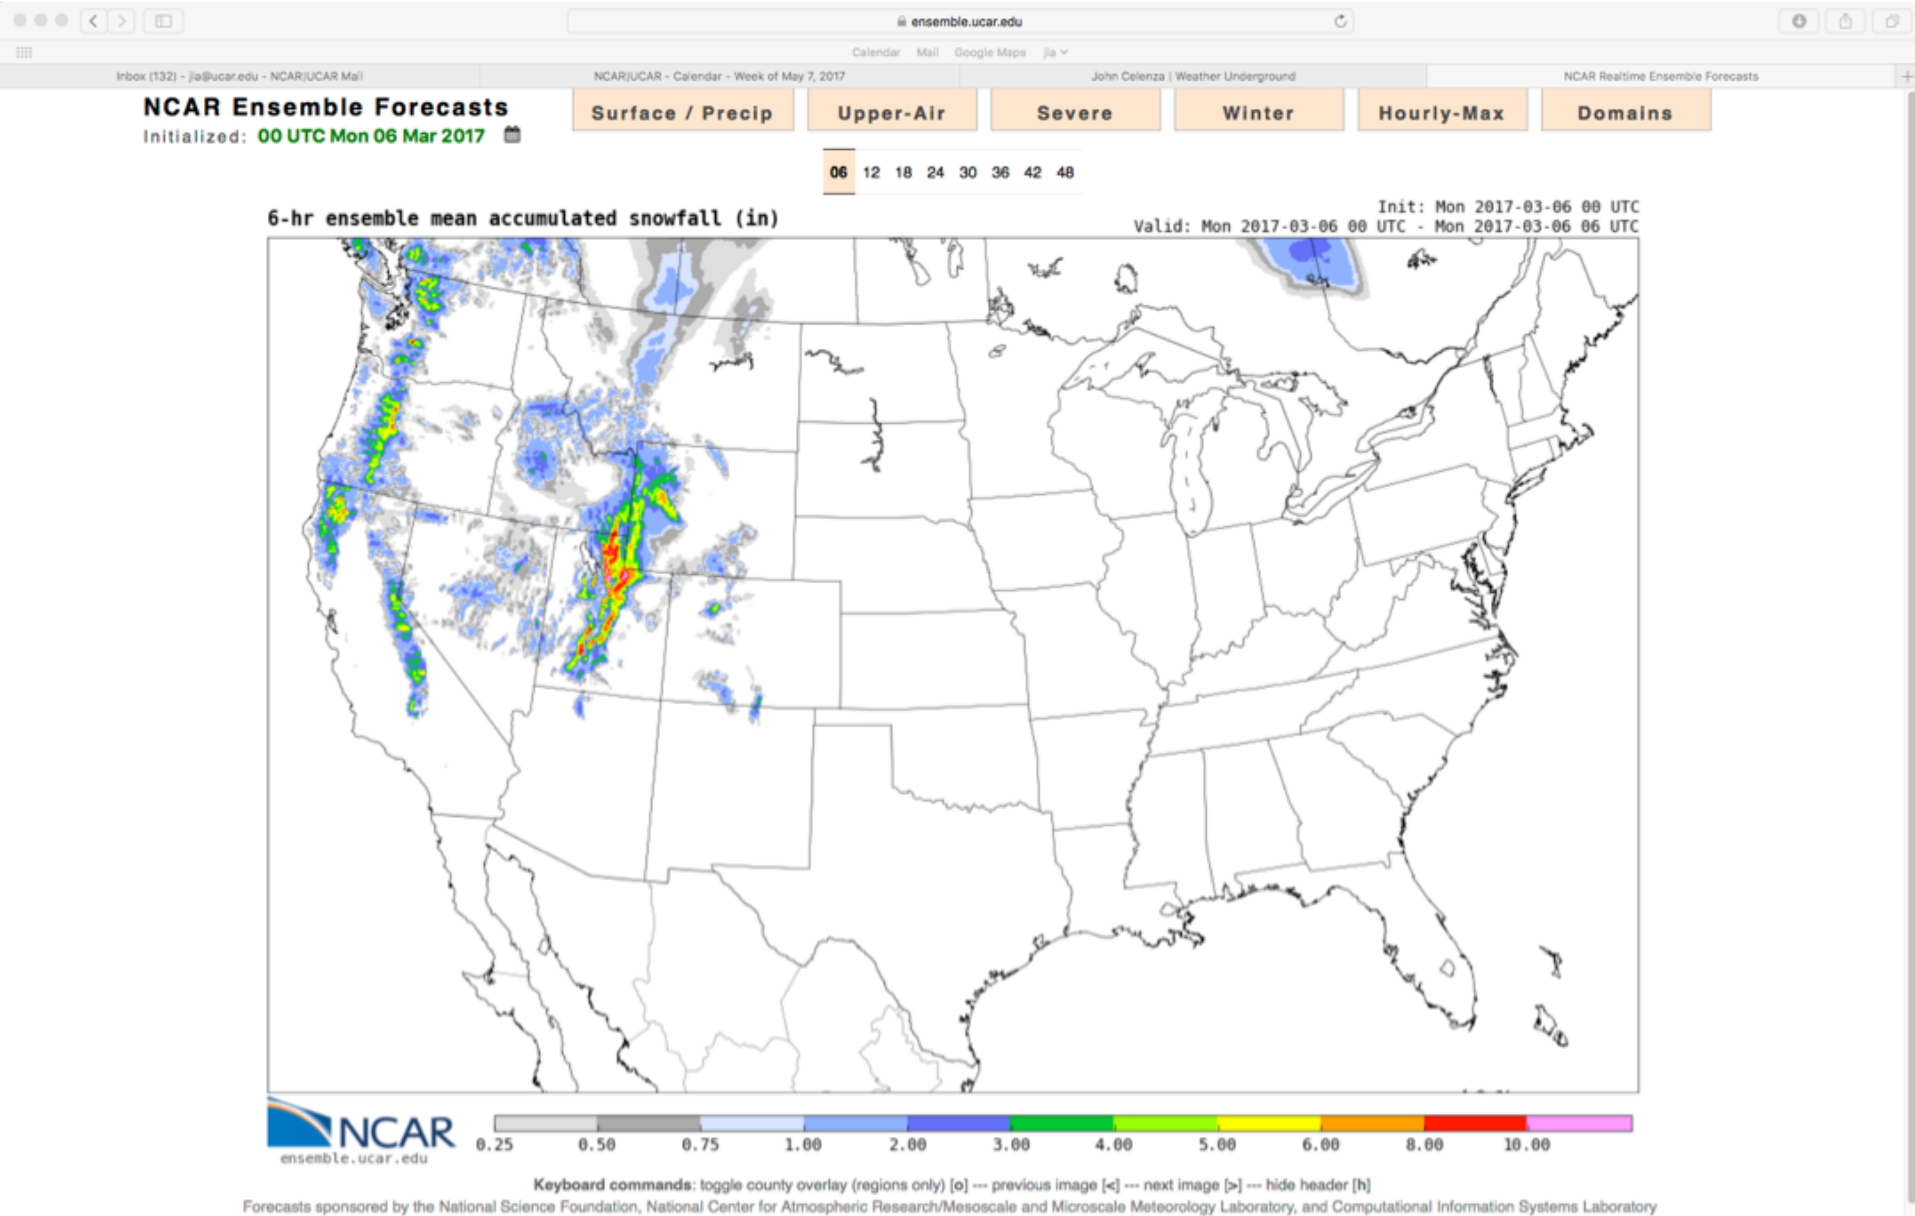 ensemble.ucar.edu
Calendar Mail Google Maps jla
Inbox (132) - jla@ucar.edu - NCAR|UCAR Mail NCAR|UCAR - Calendar - Week of May 7, 2017 John Celenza | Weather Underground NCAR Realtime Ensemble Forecasts
NCAR Ensemble Forecasts
Initialized: 00 UTC Mon 06 Mar 2017
Surface / Precip Upper-Air Severe Winter Hourly-Max Domains
06 12 18 24 30 36 42 48
6-hr ensemble mean accumulated snowfall (in)
Init: Mon 2017-03-06 00 UTC
Valid: Mon 2017-03-06 00 UTC - Mon 2017-03-06 06 UTC
NCAR
ensemble.ucar.edu
0.25 0.50 0.75 1.00 2.00 3.00 4.00 5.00 6.00 8.00 10.00
Keyboard commands: toggle county overlay (regions only) [o] --- previous image [<] --- next image [>] --- hide header [h]
Forecasts sponsored by the National Science Foundation, National Center for Atmospheric Research/Mesoscale and Microscale Meteorology Laboratory, and Computational Information Systems Laboratory